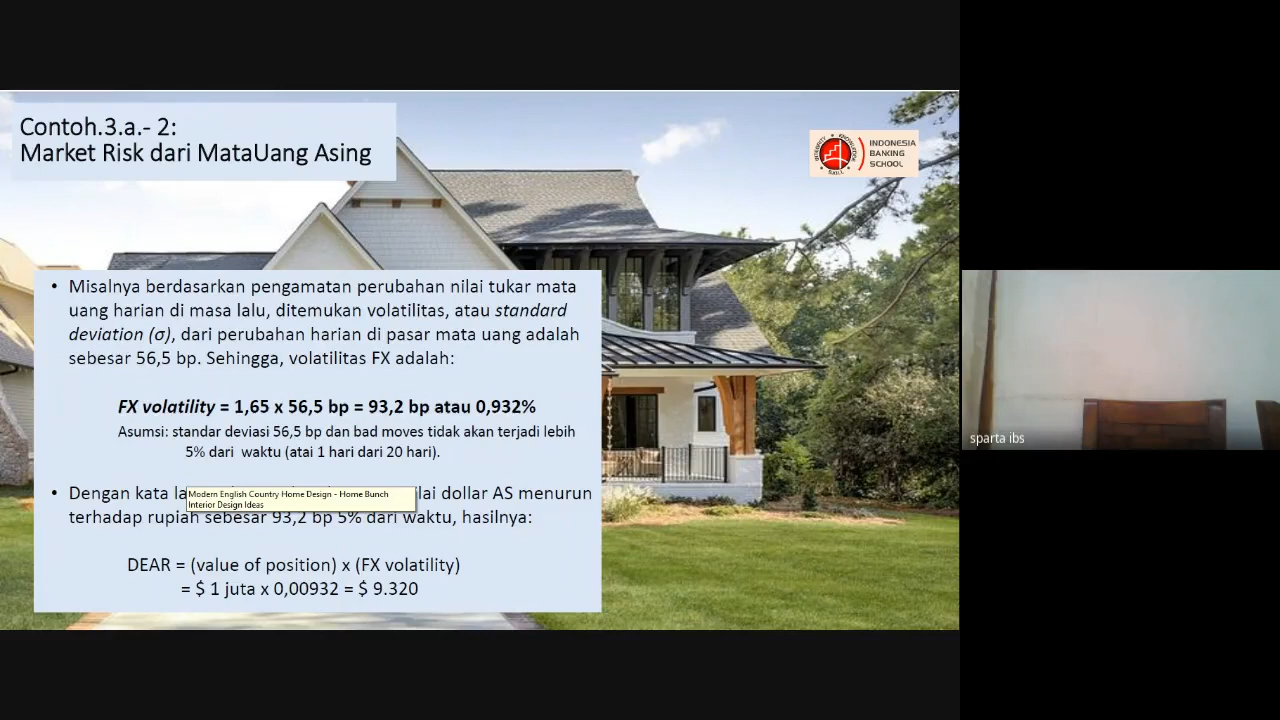 Contoh.3.a.- 2:
Market Risk dari MataUang Asing
INDONESIA
BANKING
SCHOOL
• Misalnya berdasarkan pengamatan perubahan nilai tukar mata
uang harian di masa lalu, ditemukan volatilitas, atau standard
deviation (σ), dari perubahan harian di pasar mata uang adalah
sebesar 56,5 bp. Sehingga, volatilitas FX adalah:
FX volatility = 1,65 x 56,5 bp = 93,2 bp atau 0,932%
Asumsi: standar deviasi 56,5 bp dan bad moves tidak akan terjadi lebih
5% dari waktu (atai 1 hari dari 20 hari).
• Dengan kata dollar AS menurun
Modern English Country Home Design - Home Bunch
Interior Design Ideas
terhadap rupiah sebesar 93,2 bp 5% dari waktu, hasilnya:
DEAR = (value of position) x (FX volatility)
= $ 1 juta x 0,00932 = $ 9.320
sparta ibs